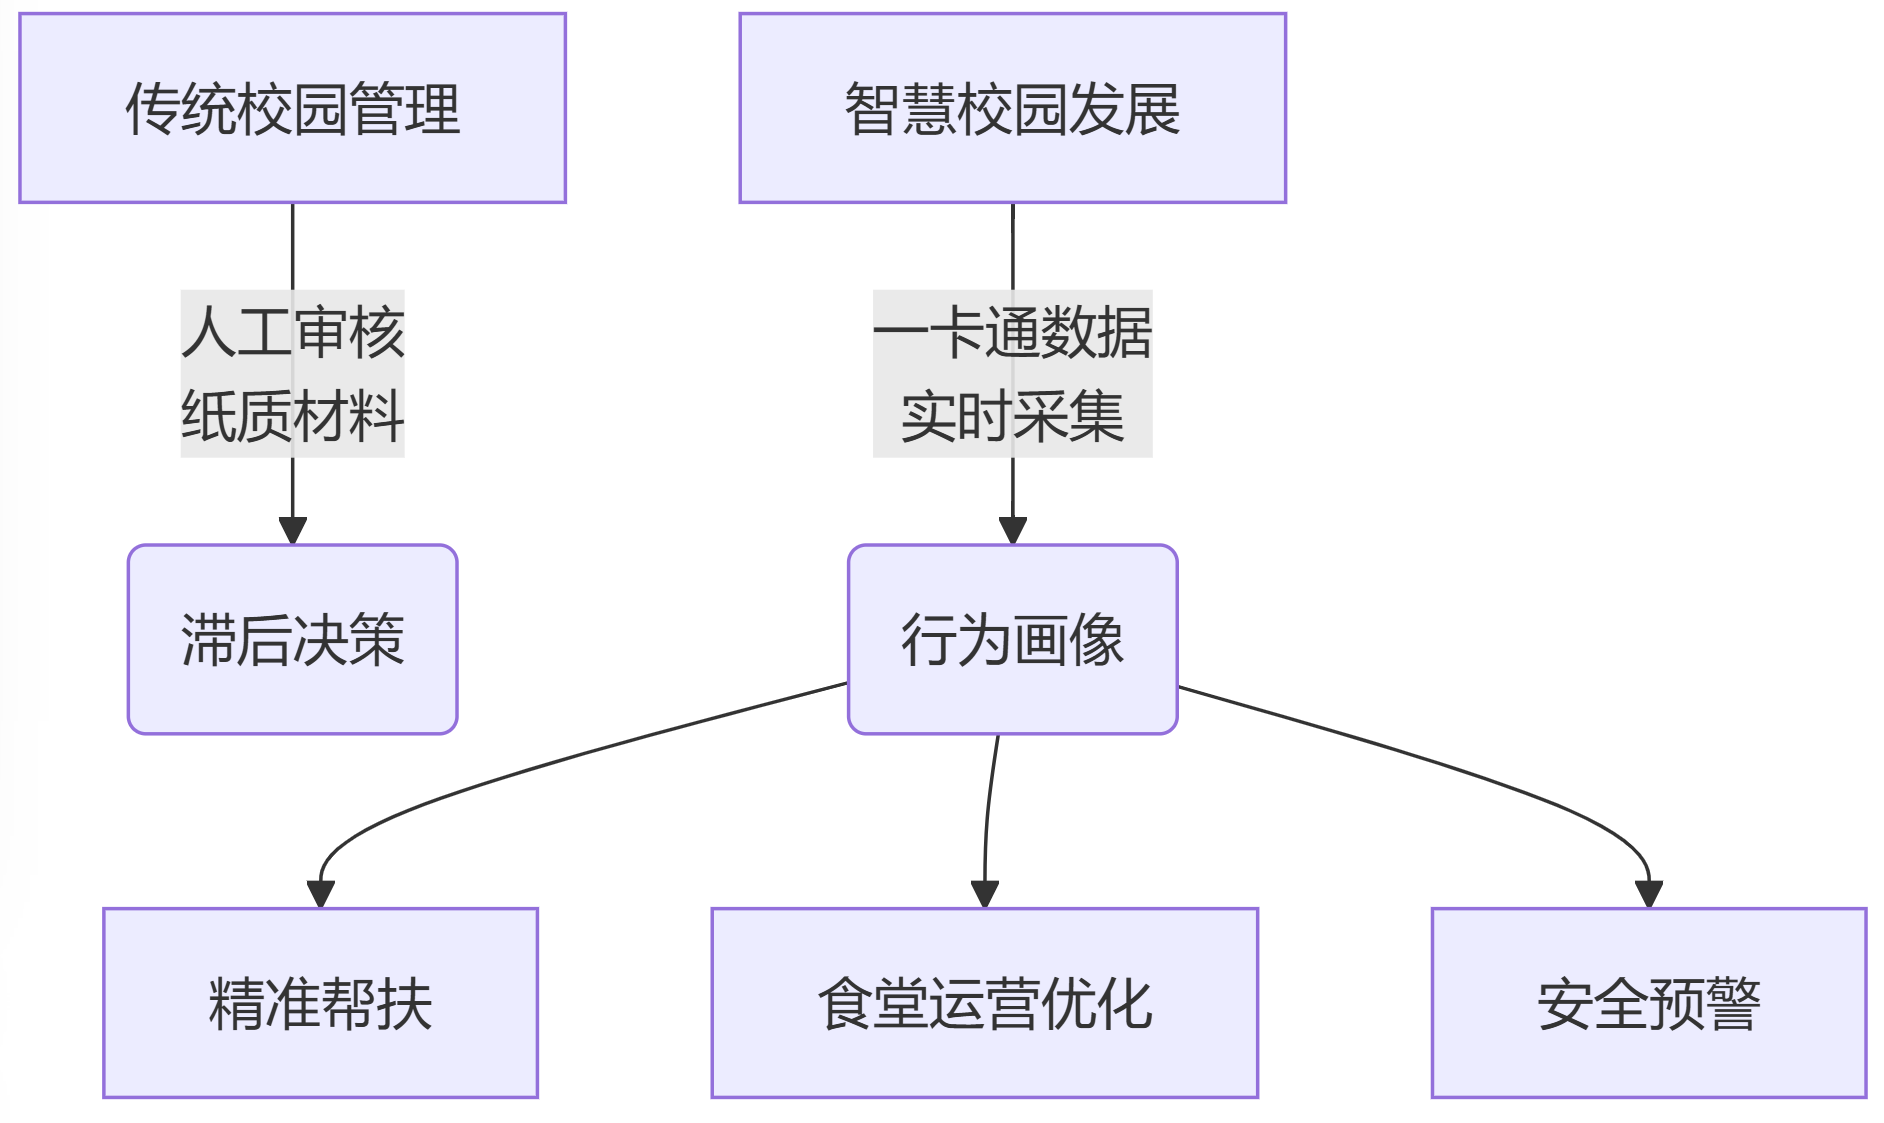 传统校园管理
智慧校园发展
人工审核
纸质材料
一卡通数据
实时采集
滞后决策
行为画像
精准帮扶
食堂运营优化
安全预警